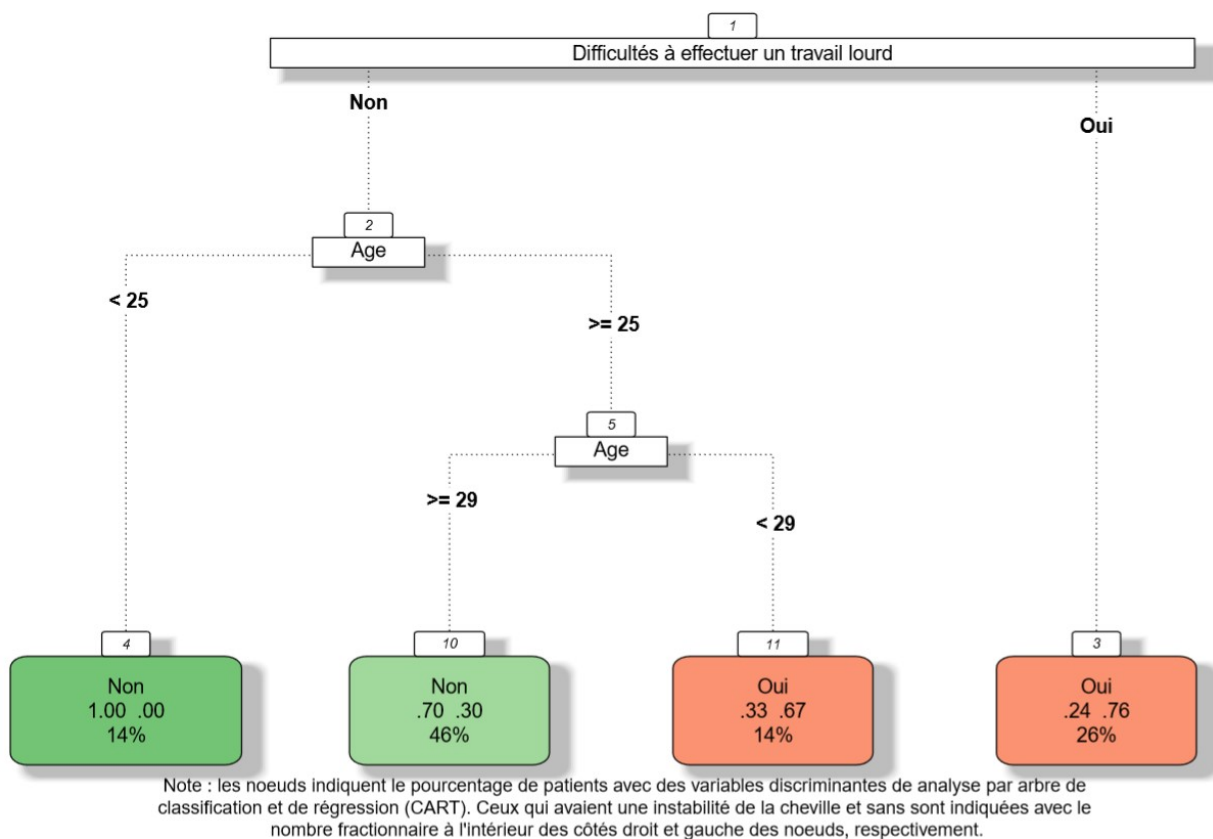 1
Difficultés à effectuer un travail lourd
Non
Oui
2
Age
< 25
>= 25
5
Age
>= 29
< 29
4
Non
1.00 .00
14%
10
Non
.70 .30
46%
11
Oui
.33 .67
14%
3
Oui
.24 .76
26%
Note : les noeuds indiquent le pourcentage de patients avec des variables discriminantes de analyse par arbre de
classification et de régression (CART). Ceux qui avaient une instabilité de la cheville et sans sont indiquées avec le
nombre fractionnaire à l'intérieur des côtés droit et gauche des noeuds, respectivement.